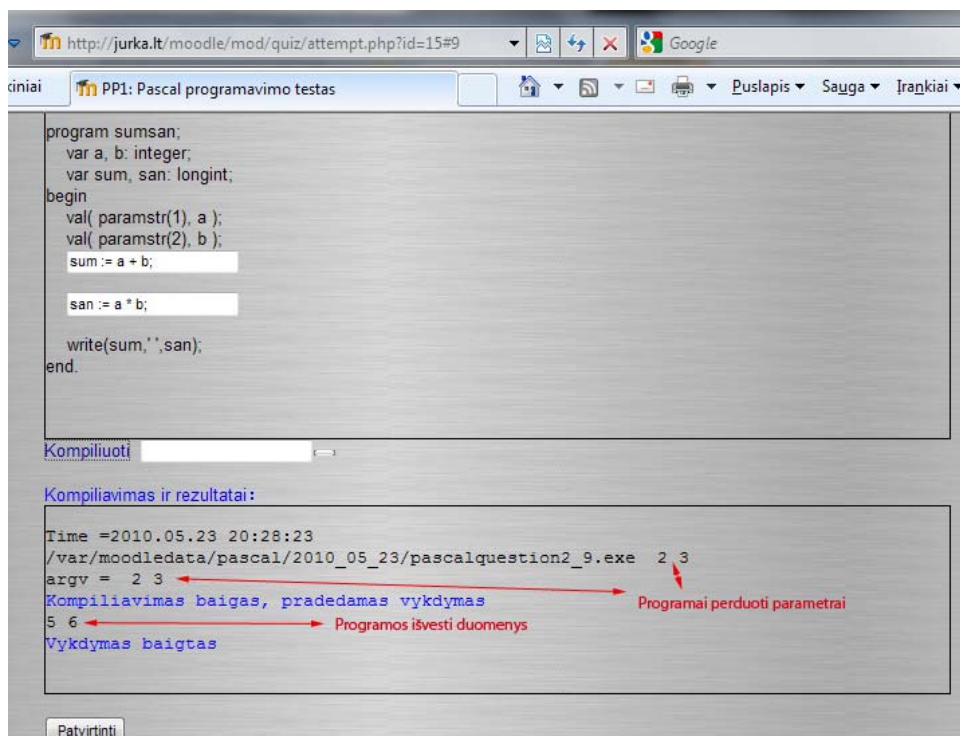 http://jurka.lt/moodle/mod/quiz/attempt.php?id=15#9
Google
kiniai
PP1: Pascal programavimo testas
Puslapis
Sauga
Įrankiai
program sumsan;
var a, b: integer;
var sum, san: longint;
begin
val( paramstr(1), a );
val( paramstr(2), b );
sum := a + b;
san := a * b;
write(sum,' ',san);
end.
Kompiliuoti
Kompiliavimas ir rezultatai:
Time =2010.05.23 20:28:23
/var/moodledata/pascal/2010_05_23/pascalquestion2_9.exe 2 3
argv = 2 3
Kompiliavimas baigas, pradedamas vykdymas
Programai perduoti parametrai
5 6
Programos išvesti duomenys
Vykdymas baigtas
Patvirtinti